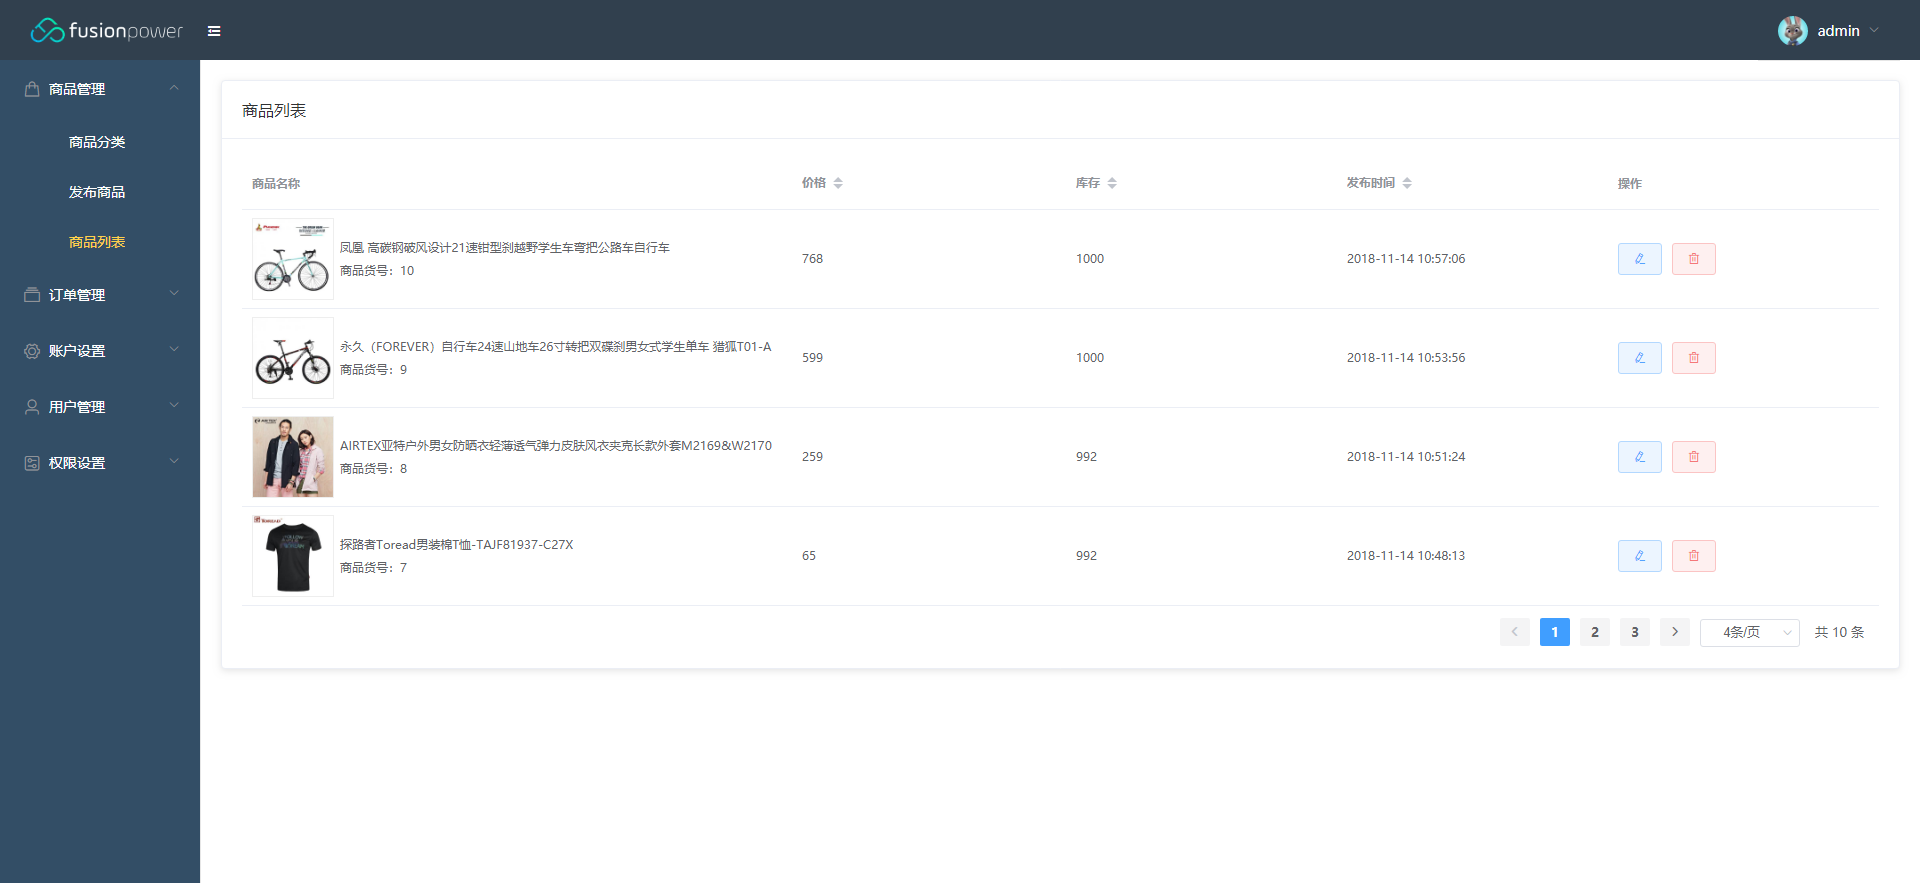 fusionpower
admin
商品管理
商品分类
发布商品
商品列表
订单管理
账户设置
用户管理
权限设置
商品列表
商品名称 价格 库存 发布时间 操作
凤凰 高碳钢破风设计21速钳型刹越野学生车弯把公路车自行车
商品货号：10
768 1000 2018-11-14 10:57:06
永久（FOREVER）自行车24速山地车26寸转把双碟刹男女式学生单车 猎狐T01-A
商品货号：9
599 1000 2018-11-14 10:53:56
AIRTEX亚特户外男女防晒衣轻薄透气弹力皮肤风衣夹克长款外套M2169&W2170
商品货号：8
259 992 2018-11-14 10:51:24
探路者Toread男装棉T恤-TAJF81937-C27X
商品货号：7
65 992 2018-11-14 10:48:13
1 2 3 4条/页 共 10 条